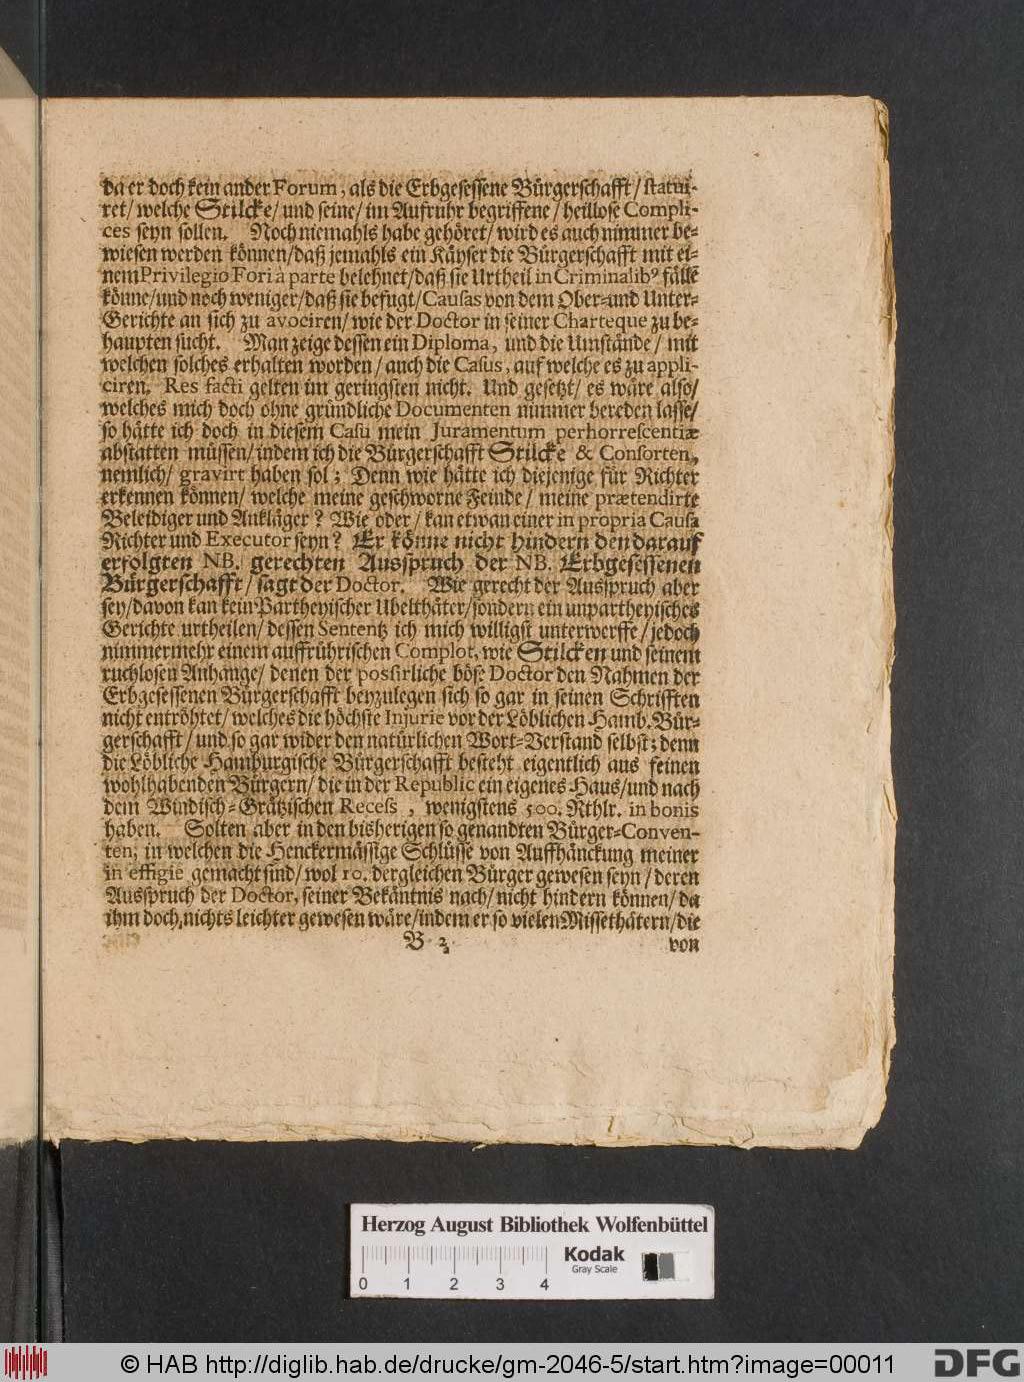 da er doch kein ander Forum, als die Erbgesessene Bürgerschafft/ statui-
ret/ welche Stilcke/ und seine/ im Aufruhr begriffene/ heillose Compli-
ces seyn sollen. Noch niemahls habe gehöret/ wird es auch nimmer be-
wiesen werden können/ daß jemahls ein Käyser die Bürgerschafft mit ei-
nem Privilegio Fori à parte belehnet/ daß sie Urtheil in Criminalib⁹ fällē
könne/ und noch weniger/ daß sie befugt/ Causas von dem Ober- und Unter-
Gerichte an sich zu avociren/ wie der Doctor in seiner Charteque zu be-
haupten sucht. Man zeige dessen ein Diploma, und die Umstände/ mit
welchen solches erhalten worden/ auch die Casus, auf welche es zu appli-
ciren. Res facti gelten im geringsten nicht. Und gesetzt/ es wäre also/
welches mich doch ohne gründliche Documenten nimmer bereden lasse/
so hätte ich doch in diesem Casu mein Juramentum perhorrescentiæ
abstatten müssen/ indem ich die Bürgerschafft Stilcke & Consorten,
nemlich/ gravirt haben sol; Denn wie hätte ich diejenige für Richter
erkennen können/ welche meine geschworne Feinde/ meine prætendirte
Beleidiger und Ankläger? Wie oder/ kan etwan einer in propria Causa
Richter und Executor seyn? Er könne nicht hindern den darauf
erfolgten NB. gerechten Ausspruch der NB. Erbgesessenen
Bürgerschafft/ sagt der Doctor. Wie gerecht der Ausspruch aber
sey/ davon kan kein Partheyischer Ubelthäter/ sondern ein unpartheyisches
Gerichte urtheilen/ dessen Sententz ich mich willigst unterwerffe/ jedoch
nimmermehr einem auffrührischen Complot, wie Stilcken und seinem
ruchlosen Anhange/ denen der possirliche böse Doctor den Nahmen der
Erbgesessenen Bürgerschafft beyzulegen sich so gar in seinen Schrifften
nicht entröhtet/ welches die höchste Injurie vor der Löblichen Hamb. Bür-
gerschafft/ und so gar wider den natürlichen Wort-Verstand selbst; denn
die Löbliche Hamburgische Bürgerschafft besteht eigentlich aus feinen
wohlhabenden Bürgern/ die in der Republic ein eigenes Haus/ und nach
dem Windisch-Grätzischen Recess, wenigstens 500. Rthlr. in bonis
haben. Solten aber in den bisherigen so genandten Bürger-Conven-
ten, in welchen die Henckermässige Schlüsse von Auffhänckung meiner
in effigie gemacht sind/ wol 10. dergleichen Bürger gewesen seyn/ deren
Ausspruch der Doctor, seiner Bekäntnis nach/ nicht hindern können/ da
ihm doch nichts leichter gewesen wäre/ indem er so vielen Missethätern/ die
B 2 von
Herzog August Bibliothek Wolfenbüttel
Kodak
Gray Scale
0 1 2 3 4
© HAB http://diglib.hab.de/drucke/gm-2046-5/start.htm?image=00011
DFG